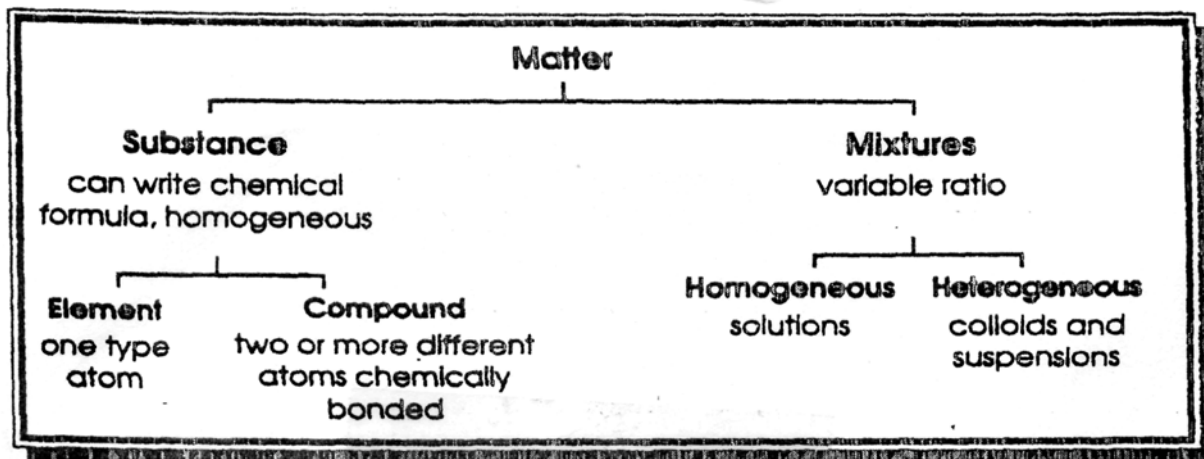 Matter
Substance
can write chemical
formula, homogeneous
Mixtures
variable ratio
Element
one type
atom
Compound
two or more different
atoms chemically
bonded
Homogeneous
solutions
Heterogeneous
colloids and
suspensions